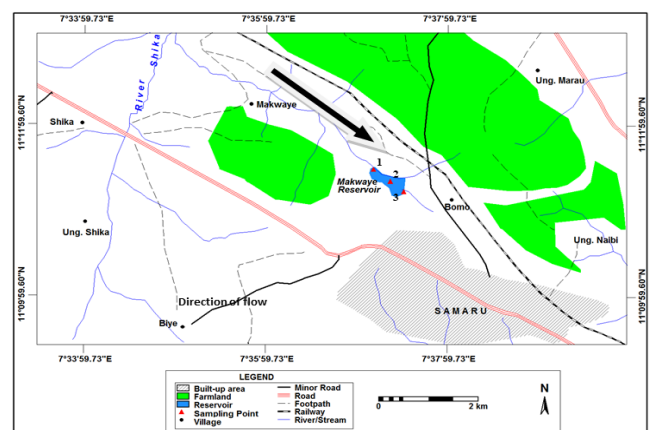 7°33'59.73"E 7°35'59.73"E 7°37'59.73"E
River Shika
Ung. Marau
Makwaye
Shika
11°11'59.60"N 11°11'59.60"N
1
2
Makwaye
Reservoir
3
Bomo
Ung. Shika
Ung. Naibi
11°09'59.60"N 11°09'59.60"N
Direction of flow
SAMARU
Biye
7°33'59.73"E 7°35'59.73"E 7°37'59.73"E
LEGEND
Built-up area
Farmland
Reservoir
Sampling Point
Village
Minor Road
Road
Footpath
Railway
River/Stream
N
0 2 km